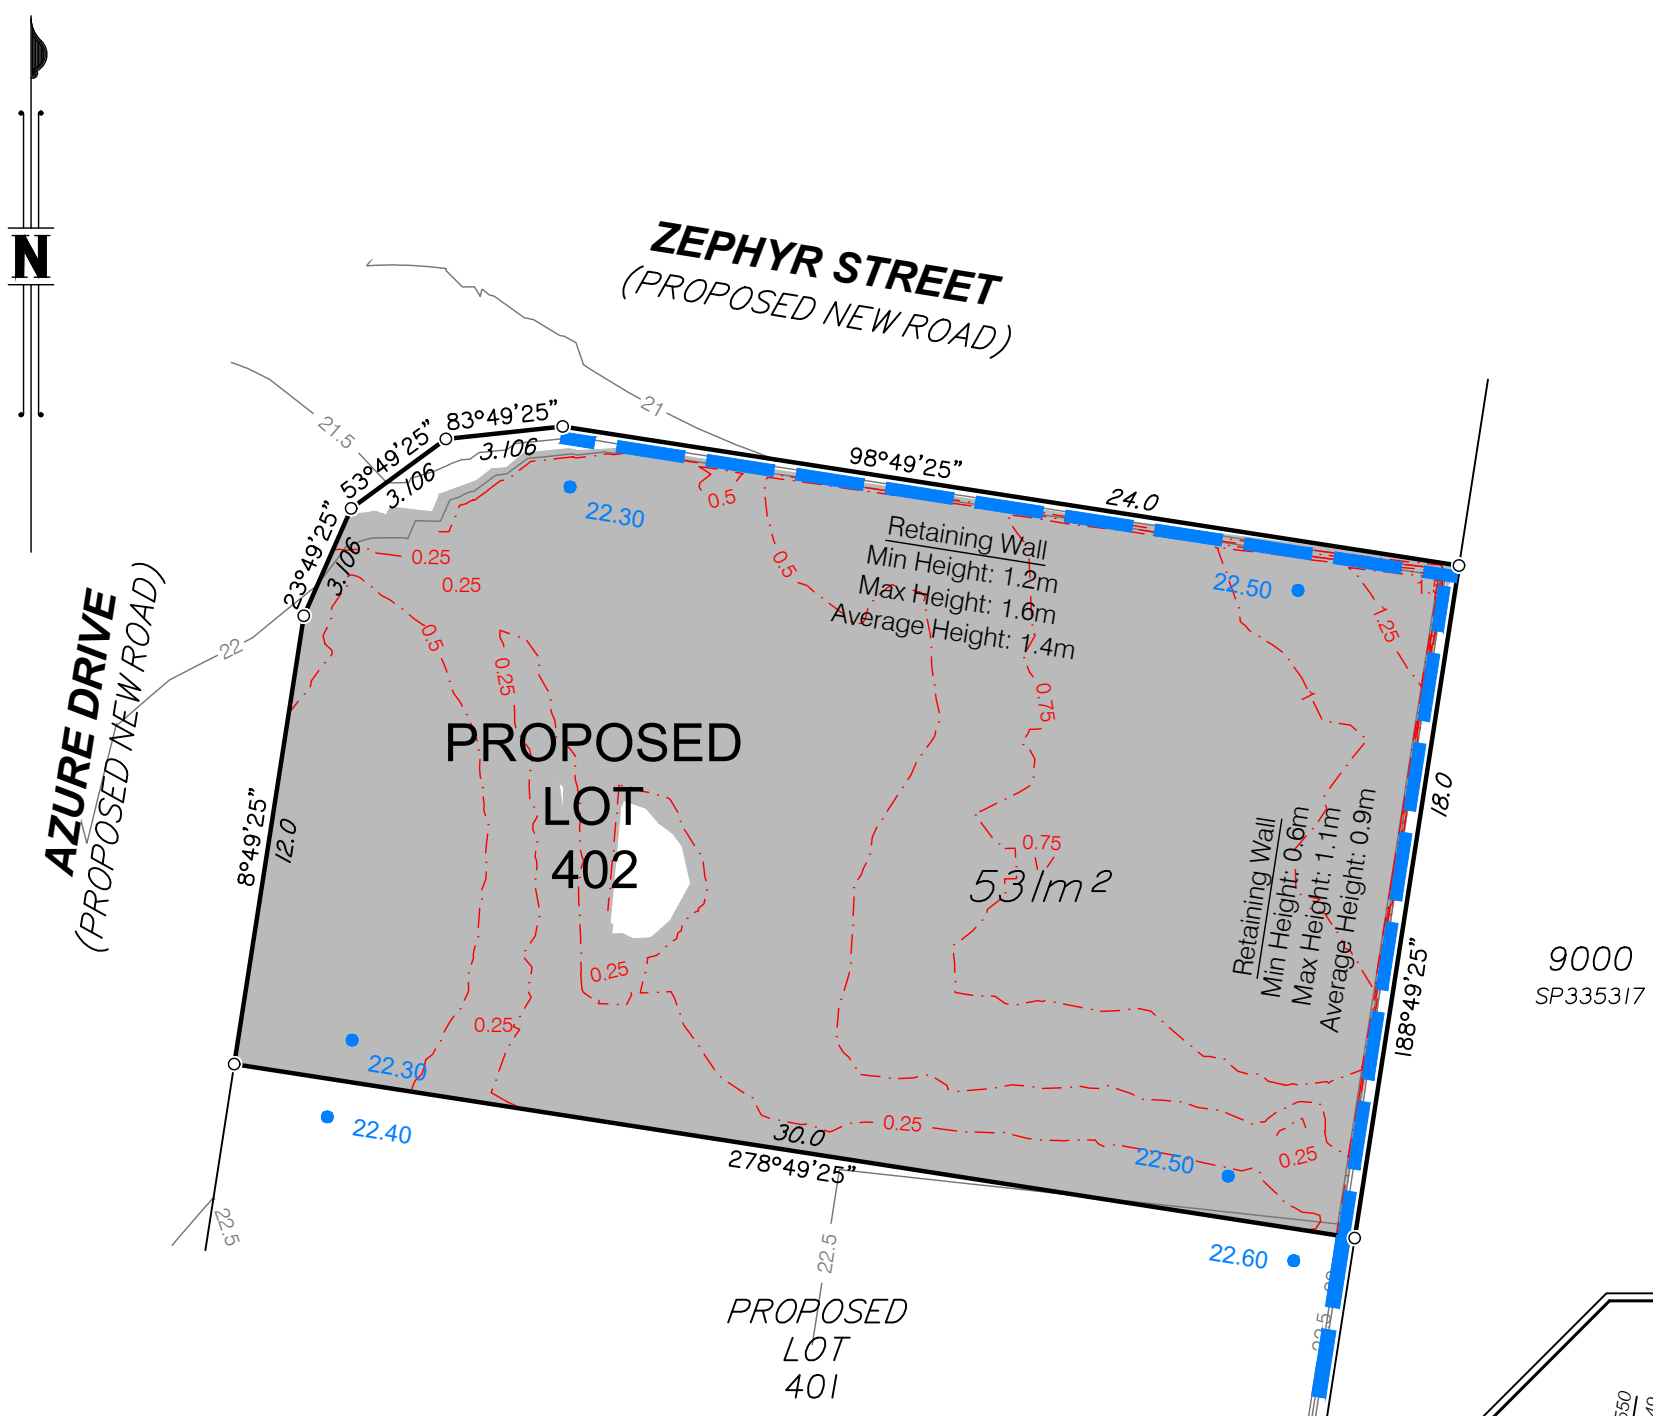 N
ZEPHYR STREET
(PROPOSED NEW ROAD)
21
21.5
83°49'25"
3.106
53°49'25"
3.106
23°49'25"
3.106
98°49'25"
24.0
22.30
0.5
0.25
0.25
0.5
0.5
Retaining Wall
Min Height: 1.2m
Max Height: 1.6m
Average Height: 1.4m
22.50
1.25
1
22
AZURE DRIVE
(PROPOSED NEW ROAD)
0.25
0.75
PROPOSED
LOT
402
8°49'25"
12.0
0.75
531m²
Retaining Wall
Min Height: 0.6m
Max Height: 1.1m
Average Height: 0.9m
18.0
188°49'25"
9000
SP335317
0.25
0.25
22.30
22.40
0.25
30.0
278°49'25"
22.50
0.25
22.60
22.5
22.5
22.5
PROPOSED
LOT
401